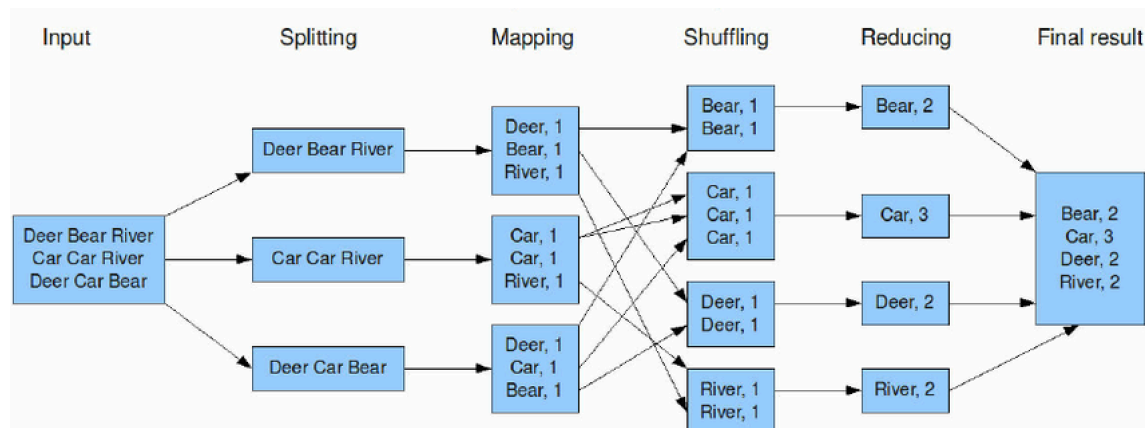 Input
Splitting
Mapping
Shuffling
Reducing
Final result
Deer Bear River
Car Car River
Deer Car Bear
Deer Bear River
Car Car River
Deer Car Bear
Deer, 1
Bear, 1
River, 1
Car, 1
Car, 1
River, 1
Deer, 1
Car, 1
Bear, 1
Bear, 1
Bear, 1
Car, 1
Car, 1
Car, 1
Deer, 1
Deer, 1
River, 1
River, 1
Bear, 2
Car, 3
Deer, 2
River, 2
Bear, 2
Car, 3
Deer, 2
River, 2